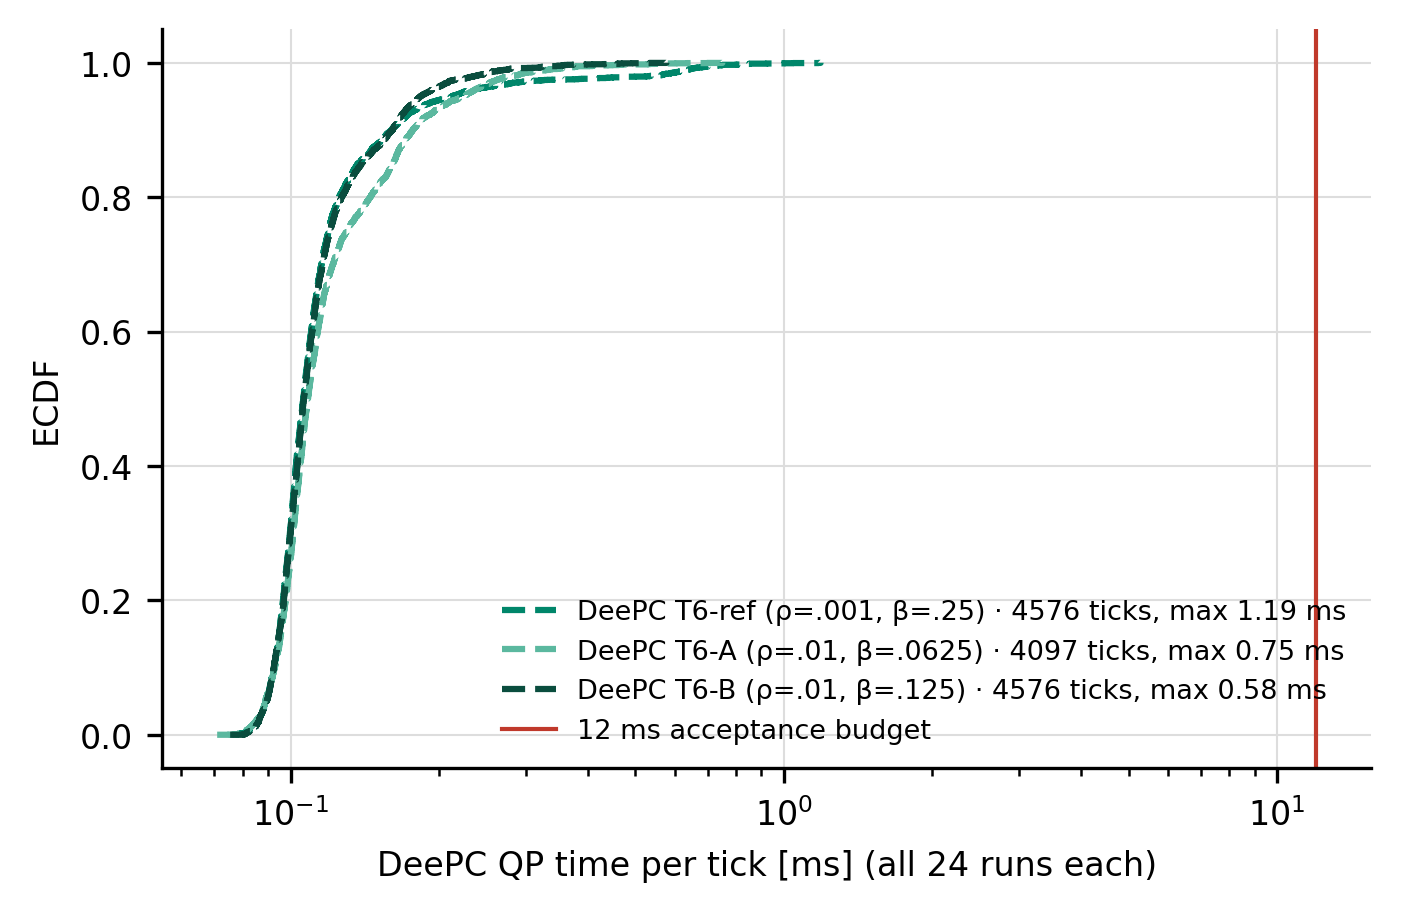 1.0
0.8
0.6
0.4
0.2
0.0
ECDF
DeePC T6-ref (ρ=.001, β=.25) · 4576 ticks, max 1.19 ms
DeePC T6-A (ρ=.01, β=.0625) · 4097 ticks, max 0.75 ms
DeePC T6-B (ρ=.01, β=.125) · 4576 ticks, max 0.58 ms
12 ms acceptance budget
10⁻¹ 10⁰ 10¹
DeePC QP time per tick [ms] (all 24 runs each)